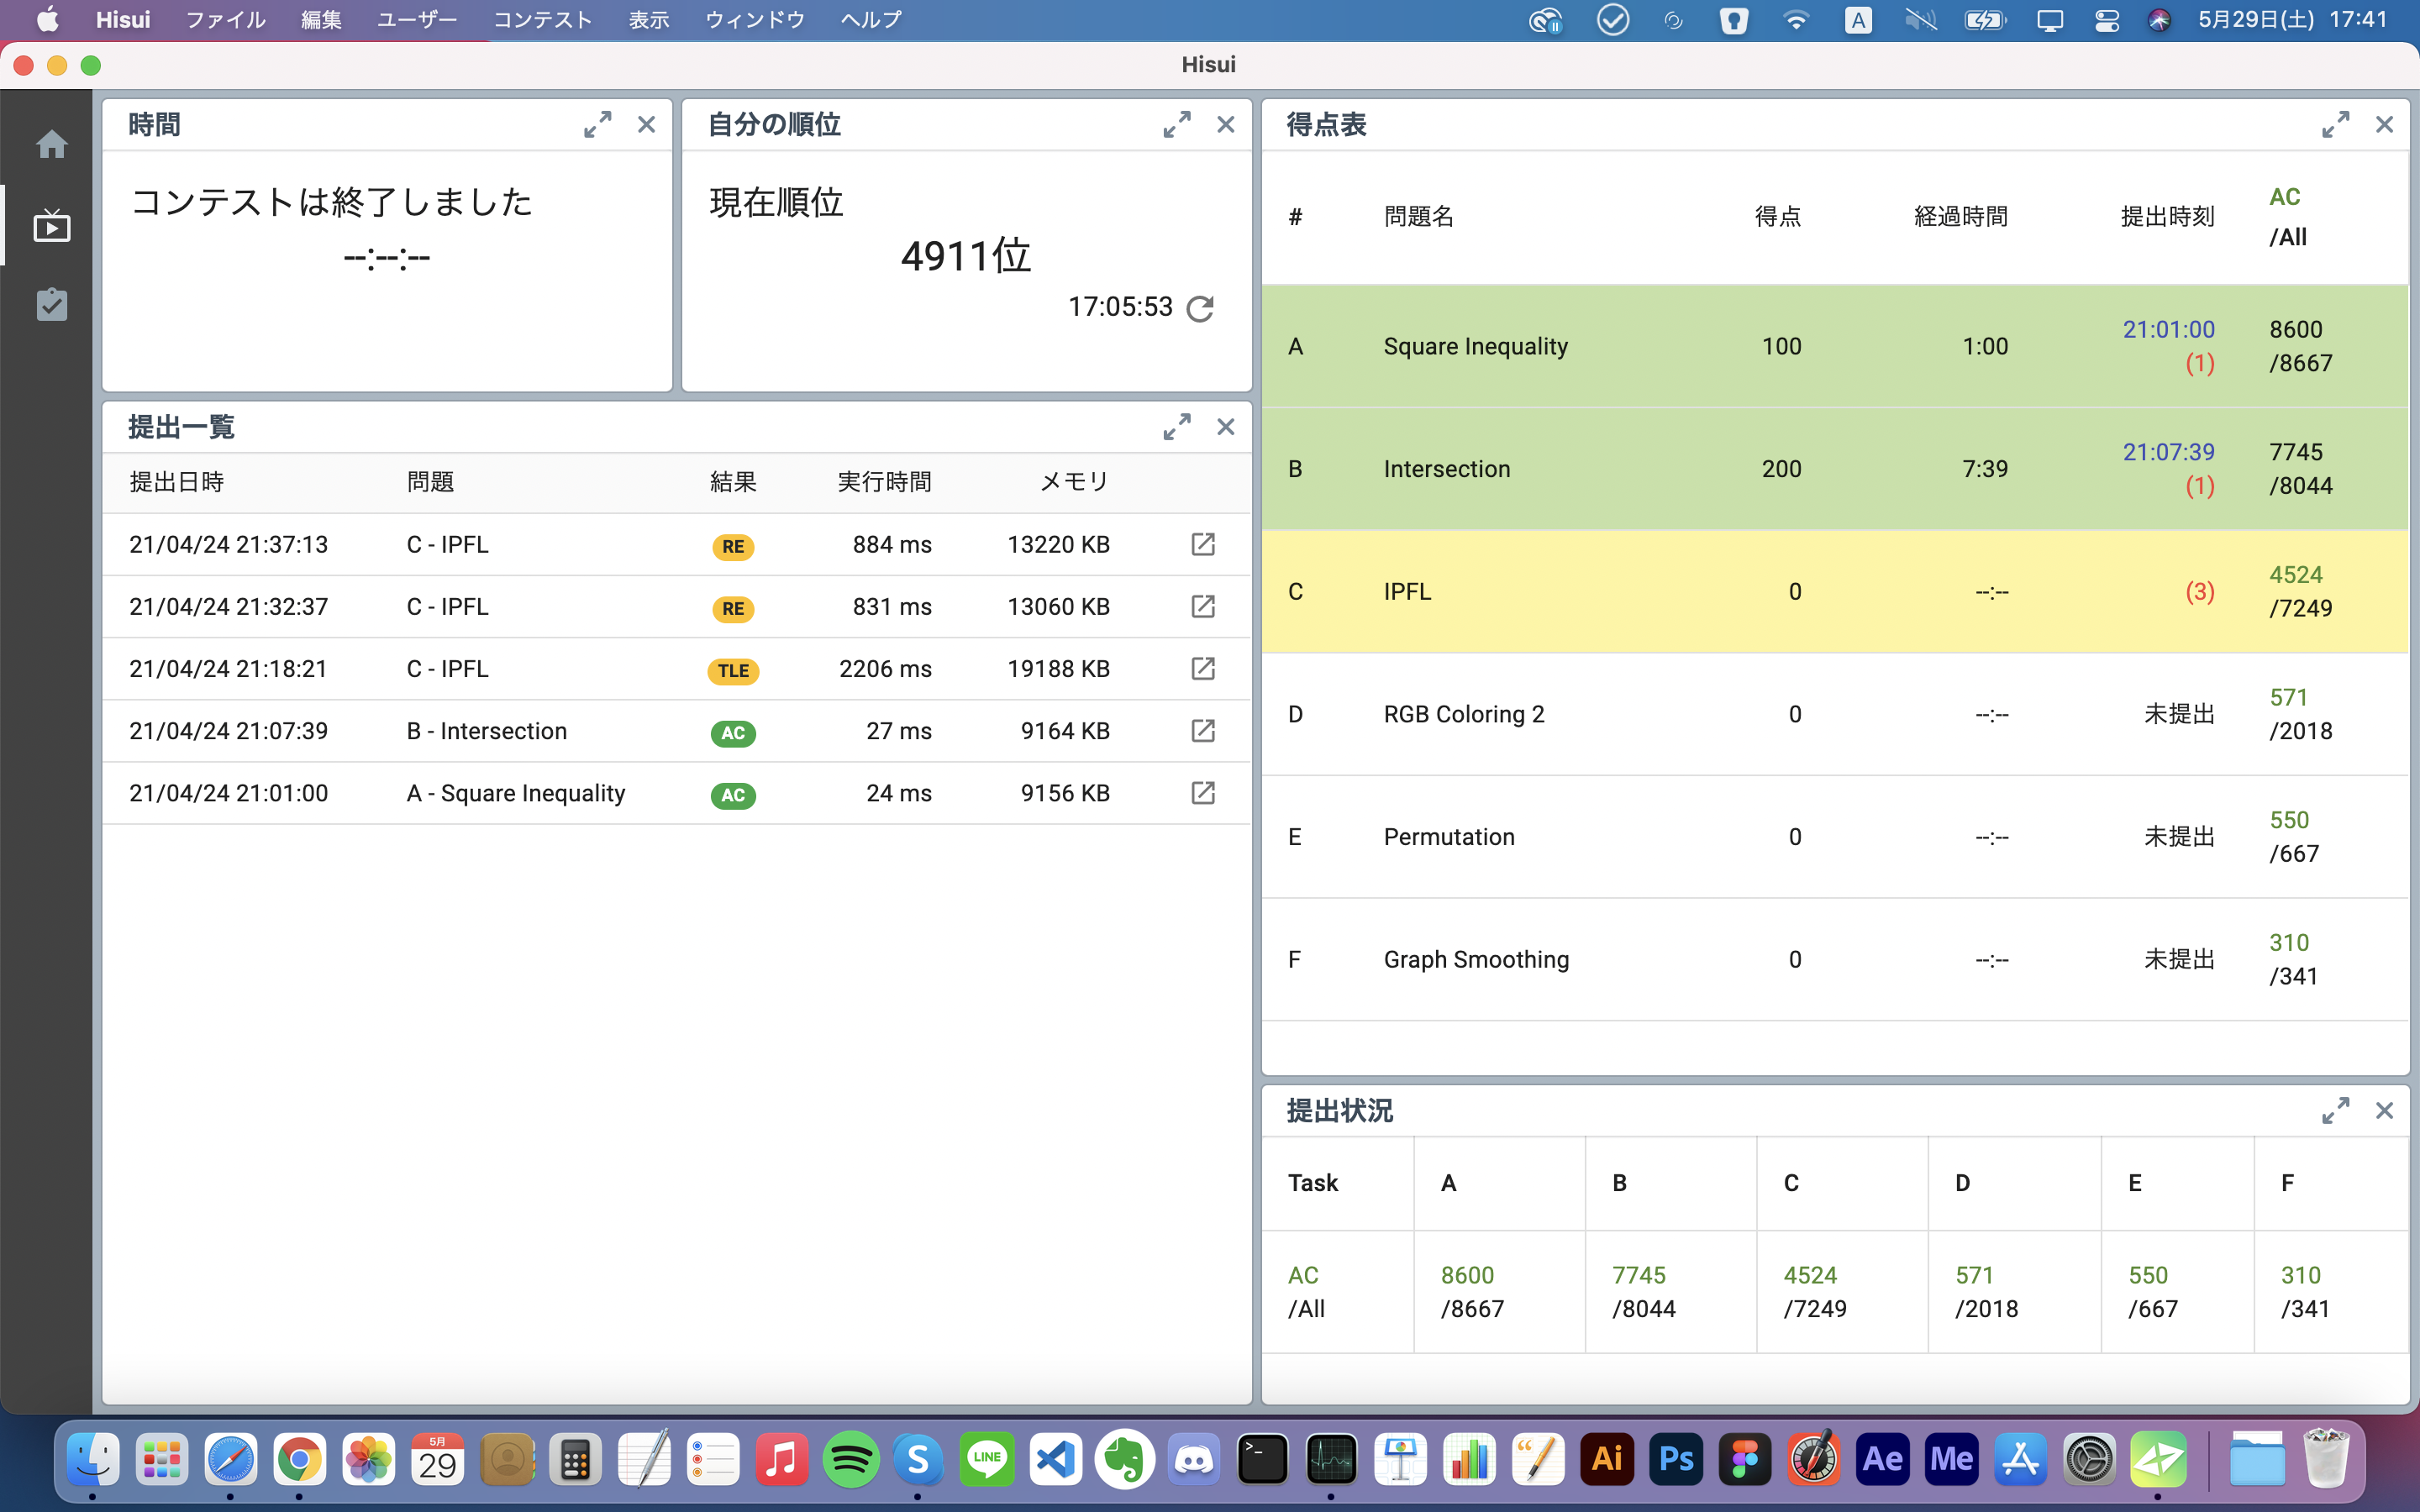 Hisui ファイル 編集 ユーザー コンテスト 表示 ウィンドウ ヘルプ A 5月29日(土) 17:41
Hisui
時間
コンテストは終了しました
--:--:--
自分の順位
現在順位
4911位
17:05:53
提出一覧
提出日時 問題 結果 実行時間 メモリ
21/04/24 21:37:13 C - IPFL RE 884 ms 13220 KB
21/04/24 21:32:37 C - IPFL RE 831 ms 13060 KB
21/04/24 21:18:21 C - IPFL TLE 2206 ms 19188 KB
21/04/24 21:07:39 B - Intersection AC 27 ms 9164 KB
21/04/24 21:01:00 A - Square Inequality AC 24 ms 9156 KB
得点表
# 問題名 得点 経過時間 提出時刻 AC
/All
A Square Inequality 100 1:00 21:01:00 8600
(1) /8667
B Intersection 200 7:39 21:07:39 7745
(1) /8044
C IPFL 0 --:-- (3) 4524
/7249
D RGB Coloring 2 0 --:-- 未提出 571
/2018
E Permutation 0 --:-- 未提出 550
/667
F Graph Smoothing 0 --:-- 未提出 310
/341
提出状況
Task A B C D E F
AC 8600 7745 4524 571 550 310
/All /8667 /8044 /7249 /2018 /667 /341
5月
29
S
LINE
>_
Ai
Ps
Ae
Me